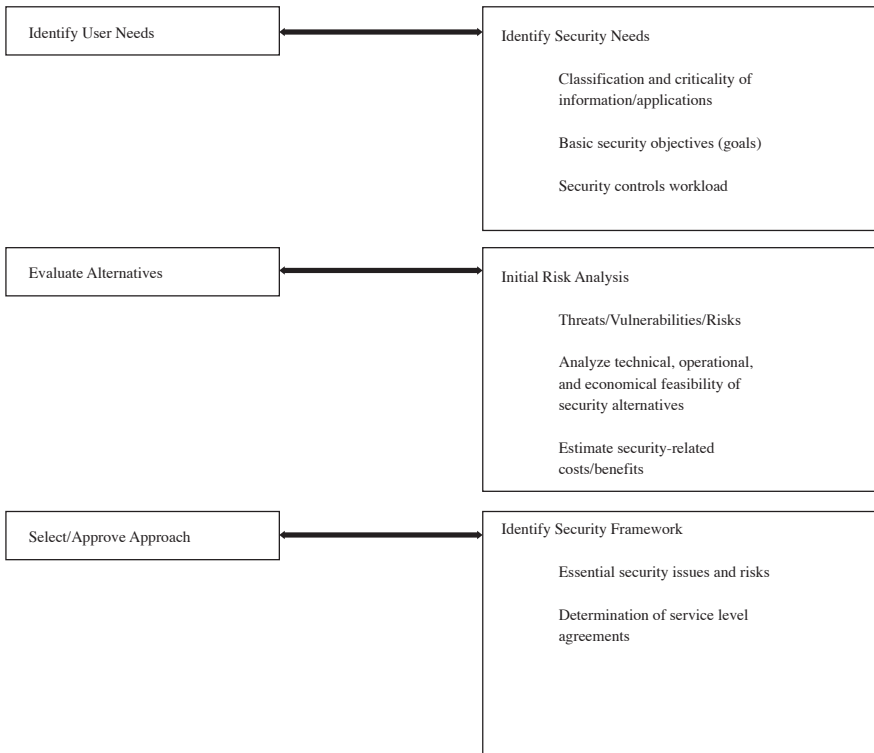 Identify User Needs
Identify Security Needs
Classification and criticality of
information/applications
Basic security objectives (goals)
Security controls workload
Evaluate Alternatives
Initial Risk Analysis
Threats/Vulnerabilities/Risks
Analyze technical, operational,
and economical feasibility of
security alternatives
Estimate security-related
costs/benefits
Select/Approve Approach
Identify Security Framework
Essential security issues and risks
Determination of service level
agreements